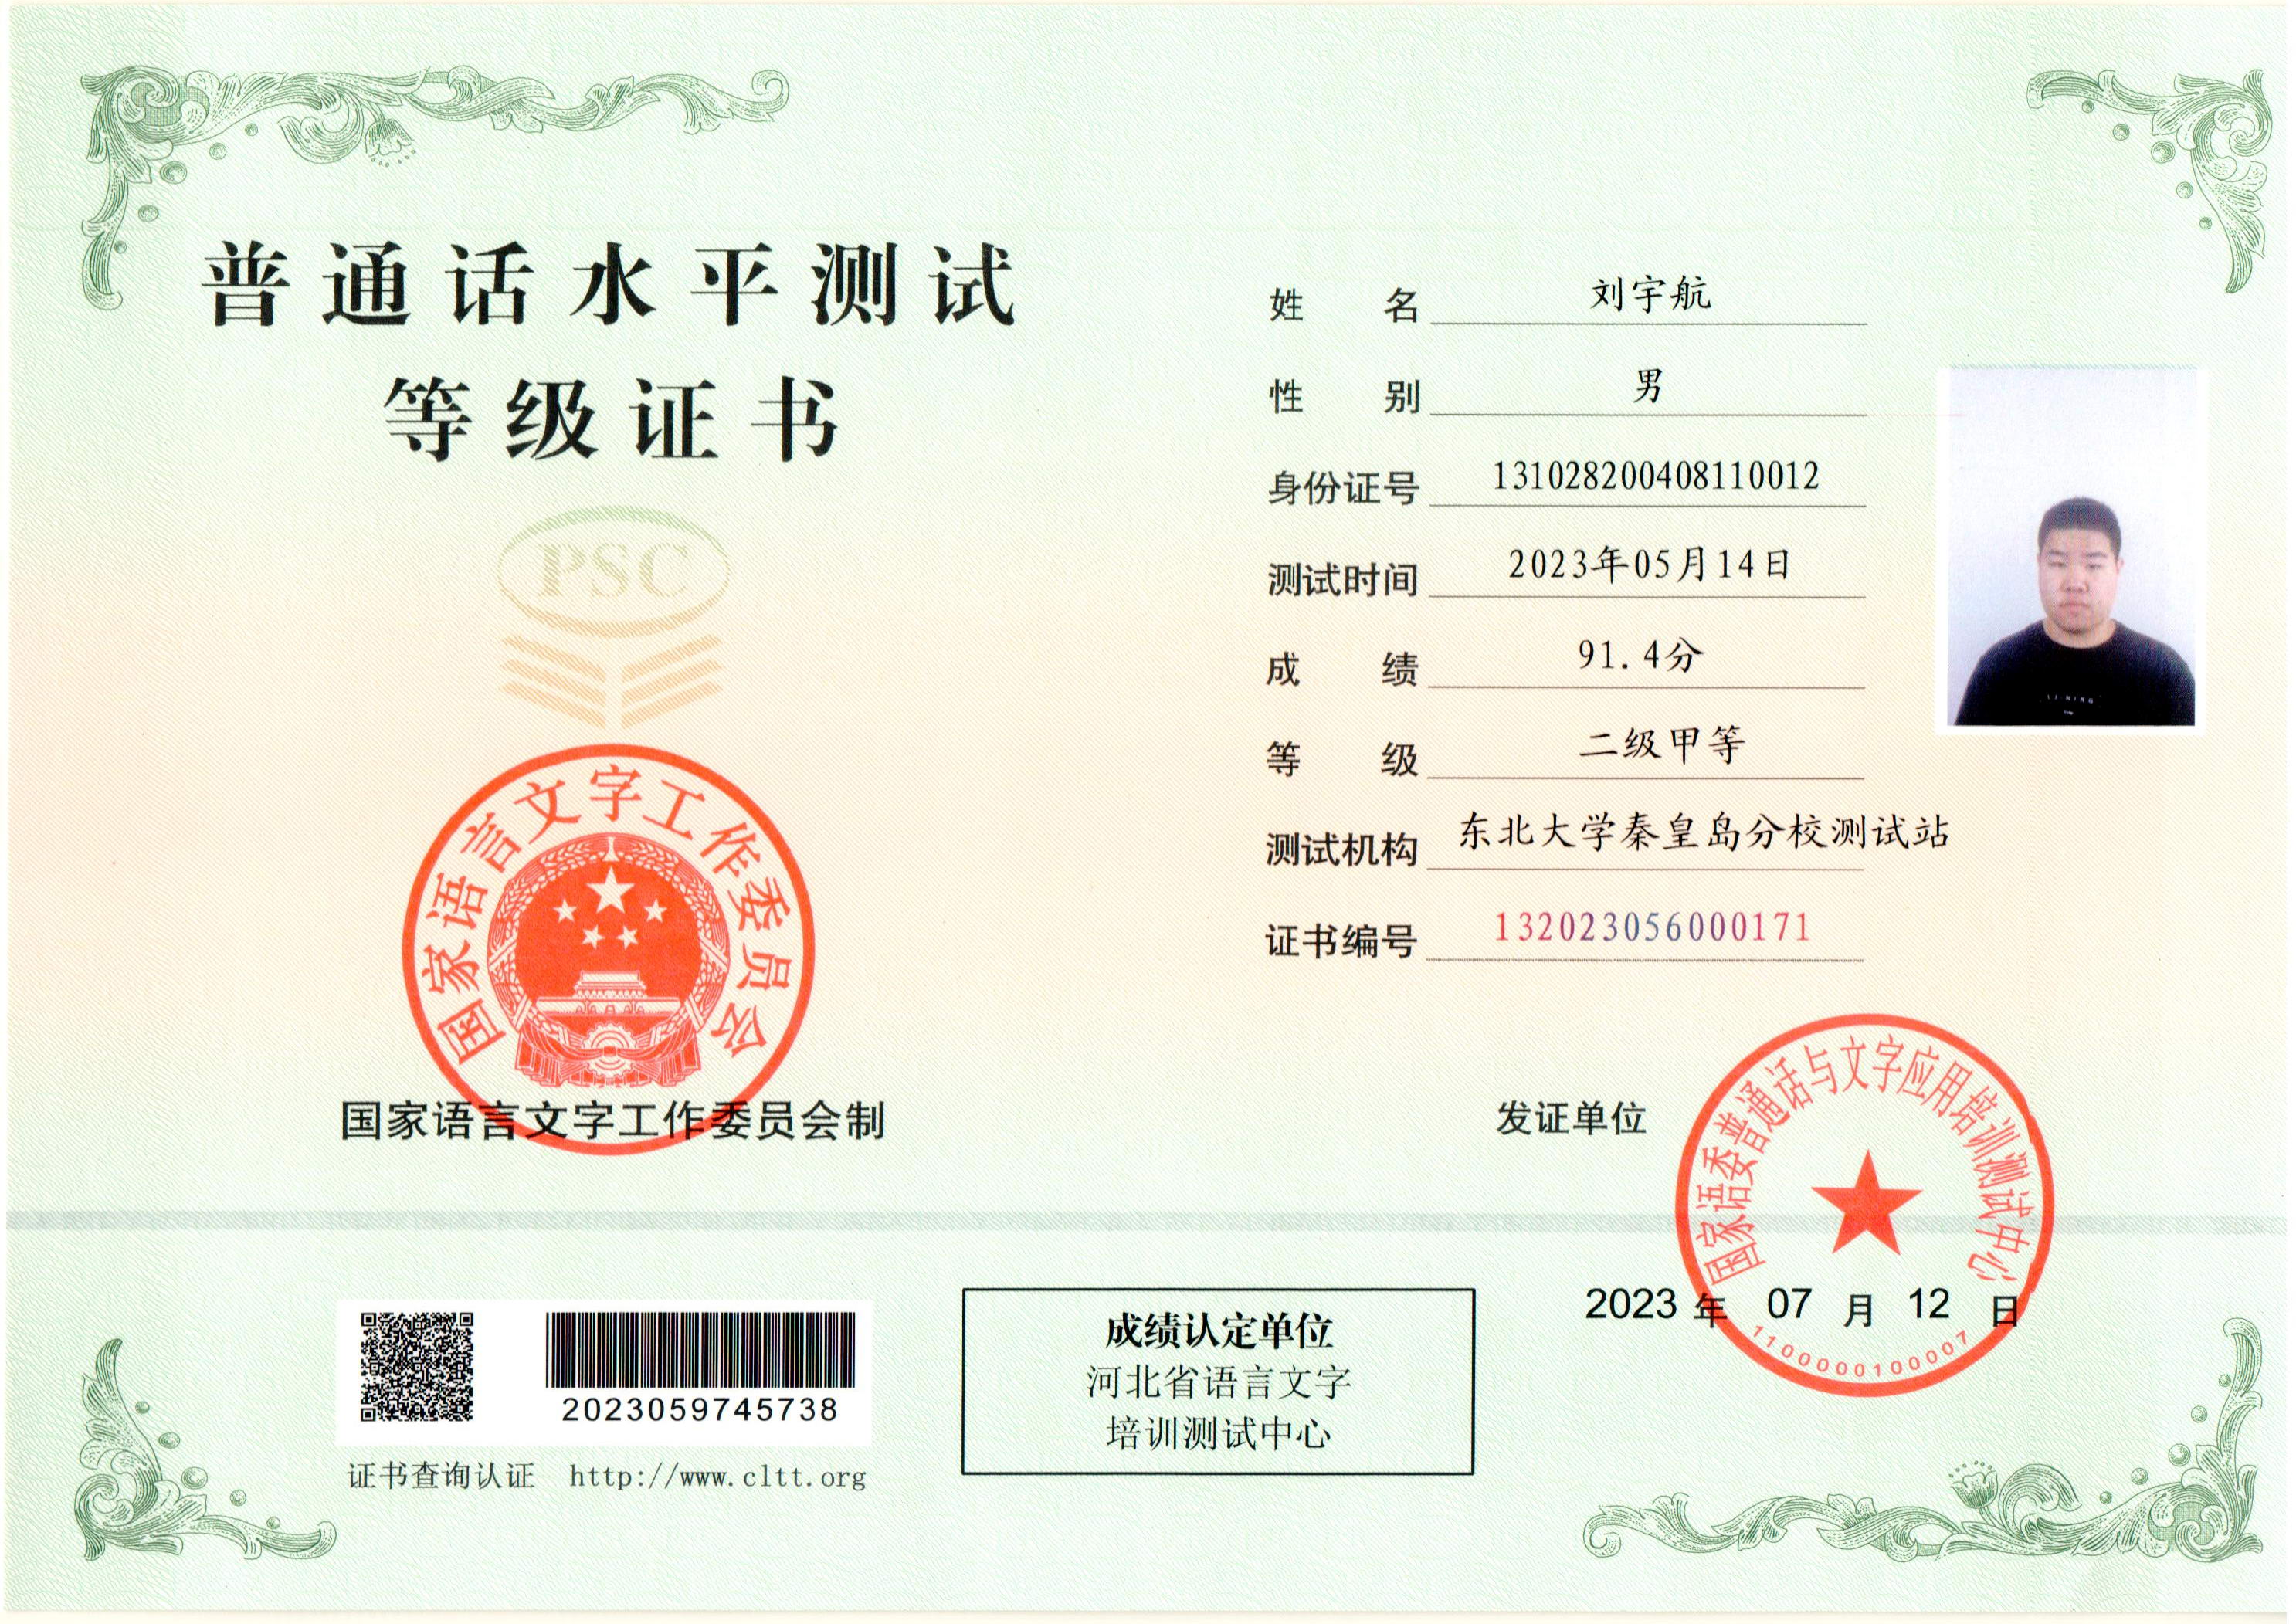 普通话水平测试
等级证书
PSC
国家语言文字工作委员会
国家语言文字工作委员会制
姓 名 刘宇航
性 别 男
身份证号 131028200408110012
测试时间 2023年05月14日
成 绩 91.4分
等 级 二级甲等
测试机构 东北大学秦皇岛分校测试站
证书编号 132023056000171
LI-NING
发证单位
国家语委普通话与文字应用培训测试中心
2023 年 07 月 12 日
1100000100007
2023059745738
证书查询认证 http://www.cltt.org
成绩认定单位
河北省语言文字
培训测试中心